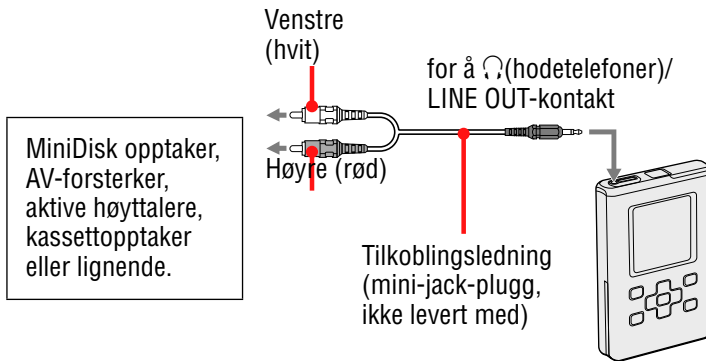 Venstre
(hvit)
for å (hodetelefoner)/
LINE OUT-kontakt
MiniDisk opptaker,
AV-forsterker,
aktive høyttalere,
kassettopptaker
eller lignende.
Høyre (rød)
Tilkoblingsledning
(mini-jack-plugg,
ikke levert med)